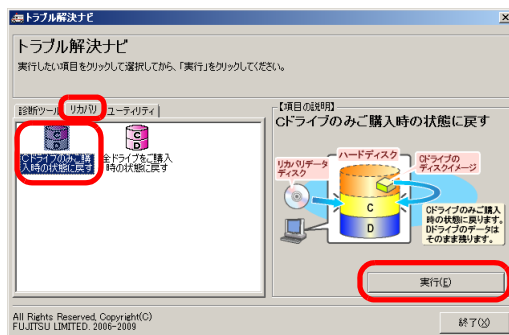 トラブル解決ナビ
トラブル解決ナビ
実行したい項目をクリックして選択してから、「実行」をクリックしてください。
診断ツール
リカバリ
ユーティリティ
Cドライブのみご購
入時の状態に戻す
全ドライブをご購入
時の状態に戻す
【項目の説明】
Cドライブのみご購入時の状態に戻す
リカバリデータ
ディスク
ハードディスク
Cドライブの
ディスクイメージ
C
D
Cドライブのみご購入
時の状態に戻ります。
Dドライブのデータは
そのまま残ります。
実行(E)
All Rights Reserved, Copyright(C)
FUJITSU LIMITED. 2006-2009
終了(X)